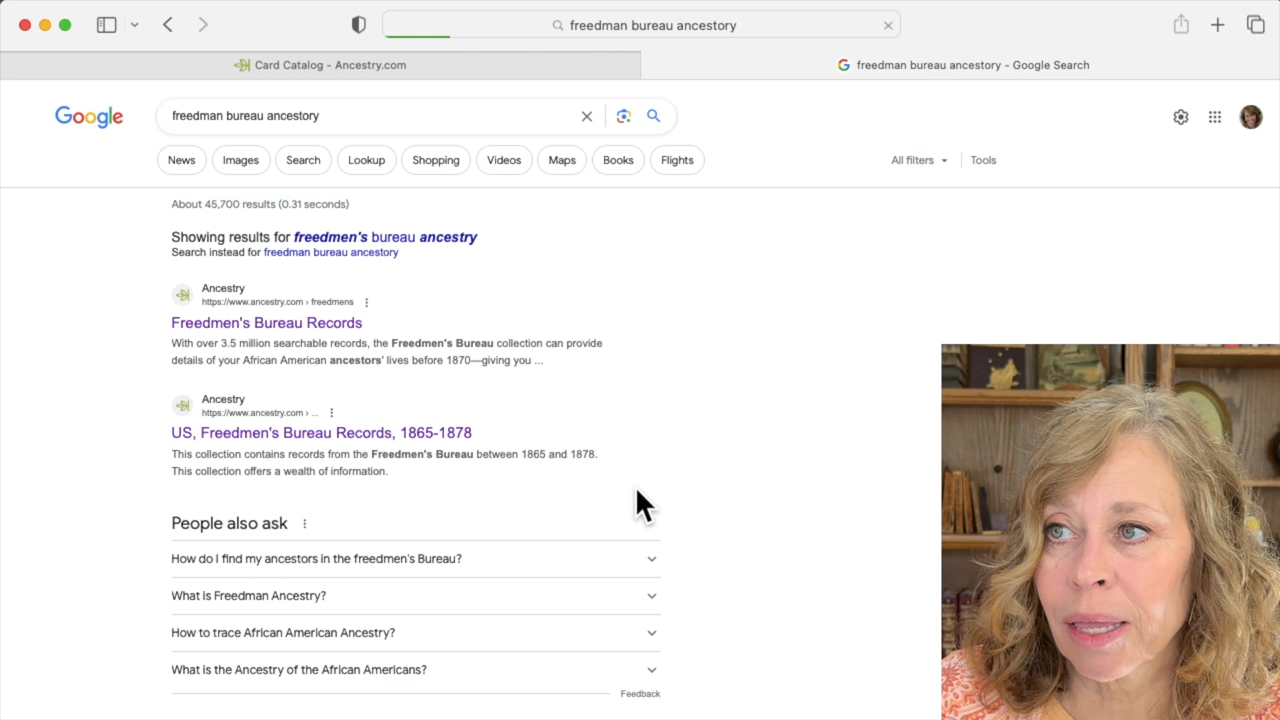 freedman bureau ancestory
Card Catalog - Ancestry.com
freedman bureau ancestory - Google Search
Google
freedman bureau ancestory
News
Images
Search
Lookup
Shopping
Videos
Maps
Books
Flights
All filters
Tools
About 45,700 results (0.31 seconds)
Showing results for freedmen's bureau ancestry
Search instead for freedman bureau ancestory
Ancestry
https://www.ancestry.com › freedmens
Freedmen's Bureau Records
With over 3.5 million searchable records, the Freedmen's Bureau collection can provide
details of your African American ancestors' lives before 1870—giving you ...
Ancestry
https://www.ancestry.com › ...
US, Freedmen's Bureau Records, 1865-1878
This collection contains records from the Freedmen's Bureau between 1865 and 1878.
This collection offers a wealth of information.
People also ask
How do I find my ancestors in the freedmen's Bureau?
What is Freedman Ancestry?
How to trace African American Ancestry?
What is the Ancestry of the African Americans?
Feedback